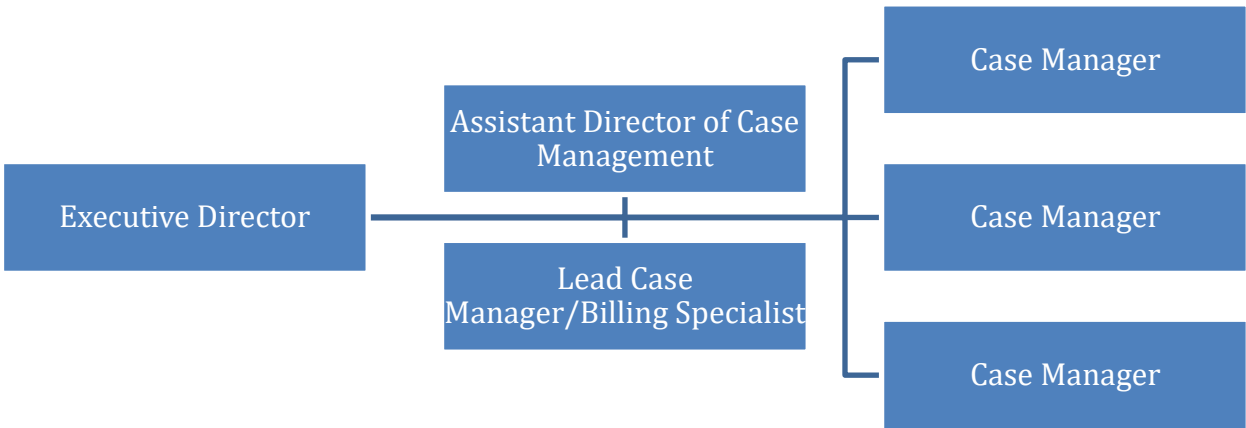 Executive Director
Assistant Director of Case
Management
Lead Case
Manager/Billing Specialist
Case Manager
Case Manager
Case Manager